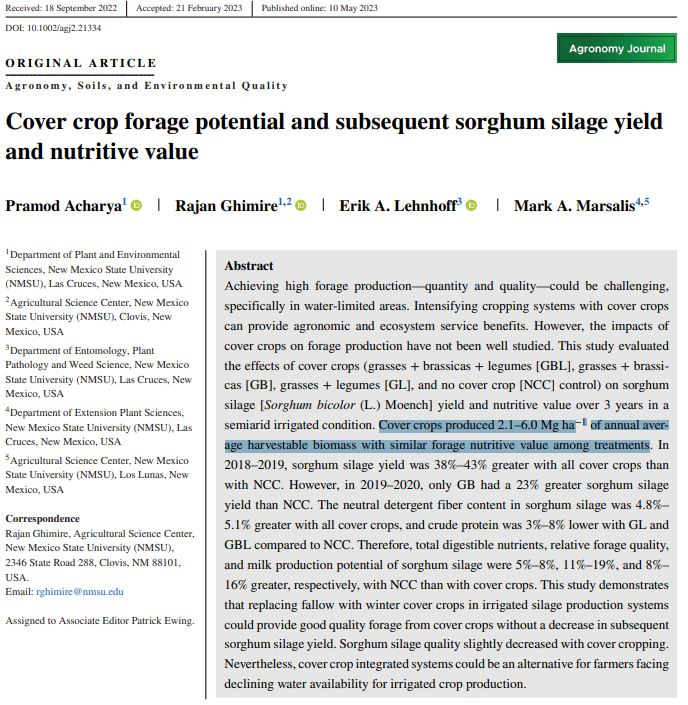 Received: 18 September 2022 | Accepted: 21 February 2023 | Published online: 10 May 2023
DOI: 10.1002/agj2.21334
Agronomy Journal
ORIGINAL ARTICLE
Agronomy, Soils, and Environmental Quality
Cover crop forage potential and subsequent sorghum silage yield
and nutritive value
Pramod Acharya1 | Rajan Ghimire1,2 | Erik A. Lehnhoff3 | Mark A. Marsalis4,5
1Department of Plant and Environmental
Sciences, New Mexico State University
(NMSU), Las Cruces, New Mexico, USA
2Agricultural Science Center, New Mexico
State University (NMSU), Clovis, New
Mexico, USA
3Department of Entomology, Plant
Pathology and Weed Science, New Mexico
State University (NMSU), Las Cruces, New
Mexico, USA
4Department of Extension Plant Sciences,
New Mexico State University (NMSU), Las
Cruces, New Mexico, USA
5Agricultural Science Center, New Mexico
State University (NMSU), Los Lunas, New
Mexico, USA
Correspondence
Rajan Ghimire, Agricultural Science Center,
New Mexico State University (NMSU),
2346 State Road 288, Clovis, NM 88101,
USA.
Email: rghimire@nmsu.edu
Assigned to Associate Editor Patrick Ewing.
Abstract
Achieving high forage production—quantity and quality—could be challenging,
specifically in water-limited areas. Intensifying cropping systems with cover crops
can provide agronomic and ecosystem service benefits. However, the impacts of
cover crops on forage production have not been well studied. This study evaluated
the effects of cover crops (grasses + brassicas + legumes [GBL], grasses + brassi-
cas [GB], grasses + legumes [GL], and no cover crop [NCC] control) on sorghum
silage [Sorghum bicolor (L.) Moench] yield and nutritive value over 3 years in a
semiarid irrigated condition. Cover crops produced 2.1–6.0 Mg ha−1 of annual aver-
age harvestable biomass with similar forage nutritive value among treatments. In
2018–2019, sorghum silage yield was 38%–43% greater with all cover crops than
with NCC. However, in 2019–2020, only GB had a 23% greater sorghum silage
yield than NCC. The neutral detergent fiber content in sorghum silage was 4.8%–
5.1% greater with all cover crops, and crude protein was 3%–8% lower with GL and
GBL compared to NCC. Therefore, total digestible nutrients, relative forage quality,
and milk production potential of sorghum silage were 5%–8%, 11%–19%, and 8%–
16% greater, respectively, with NCC than with cover crops. This study demonstrates
that replacing fallow with winter cover crops in irrigated silage production systems
could provide good quality forage from cover crops without a decrease in subsequent
sorghum silage yield. Sorghum silage quality slightly decreased with cover cropping.
Nevertheless, cover crop integrated systems could be an alternative for farmers facing
declining water availability for irrigated crop production.